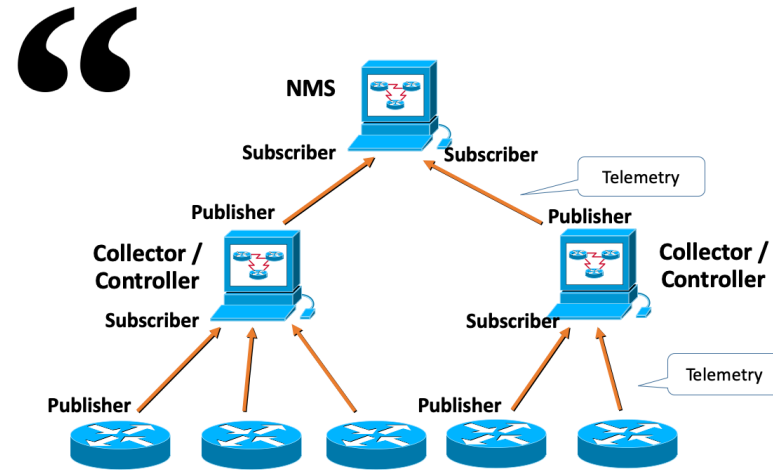 “
NMS
Subscriber
Subscriber
Telemetry
Publisher
Publisher
Collector /
Controller
Collector /
Controller
Subscriber
Subscriber
Telemetry
Publisher
Publisher